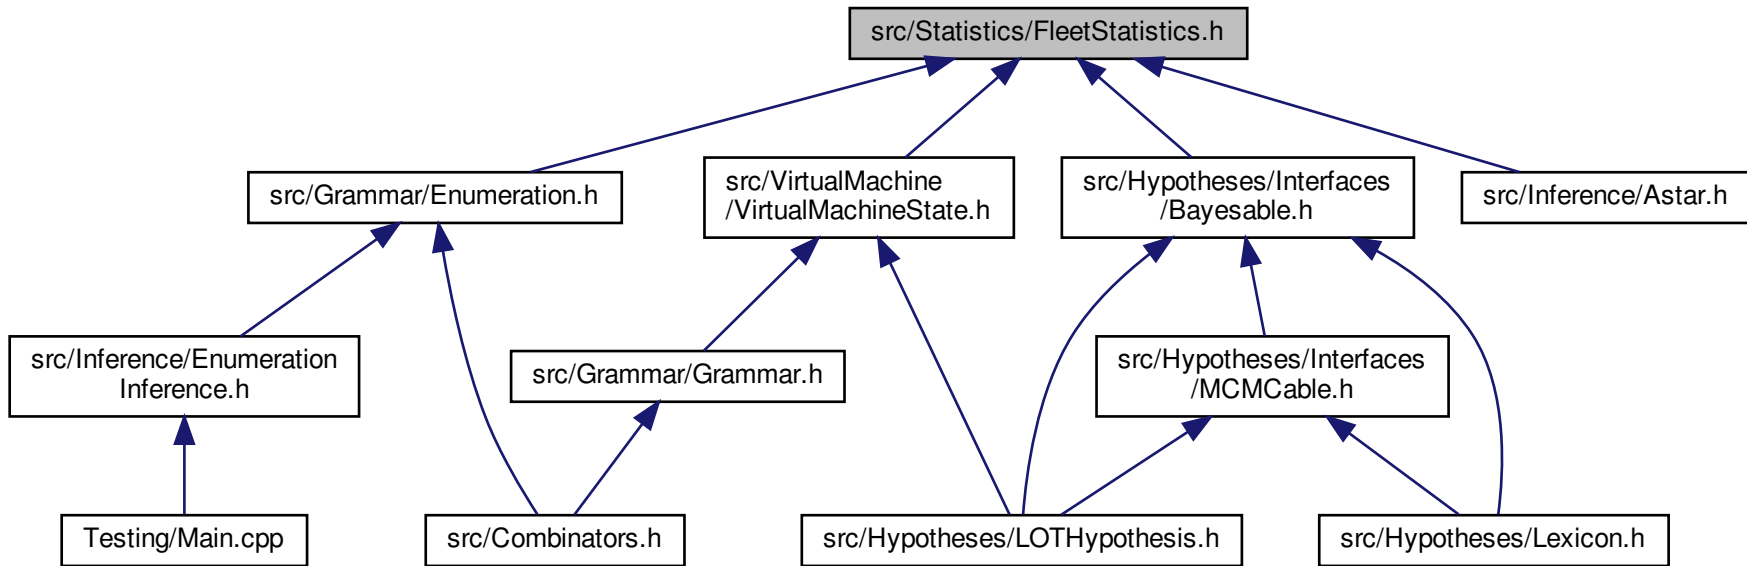 src/Statistics/FleetStatistics.h
src/Grammar/Enumeration.h
src/VirtualMachine
/VirtualMachineState.h
src/Hypotheses/Interfaces
/Bayesable.h
src/Inference/Astar.h
src/Inference/Enumeration
Inference.h
src/Grammar/Grammar.h
src/Hypotheses/Interfaces
/MCMCable.h
Testing/Main.cpp
src/Combinators.h
src/Hypotheses/LOTHypothesis.h
src/Hypotheses/Lexicon.h